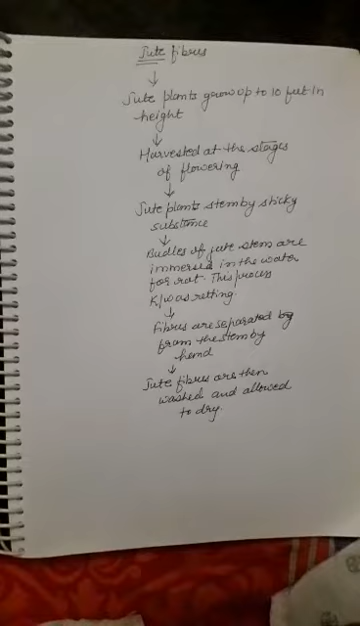 Jute fibres
Jute plants grow up to 10 feet In
height
Harvested at the stages
of flowering
Jute plants stem by sticky
substance
Budles of jute stem are
immersed in the water
for rot. This process
K/w as retting.
Fibres are separated by
from the stem by
hand
Jute fibres are then
washed and allowed
to dry.